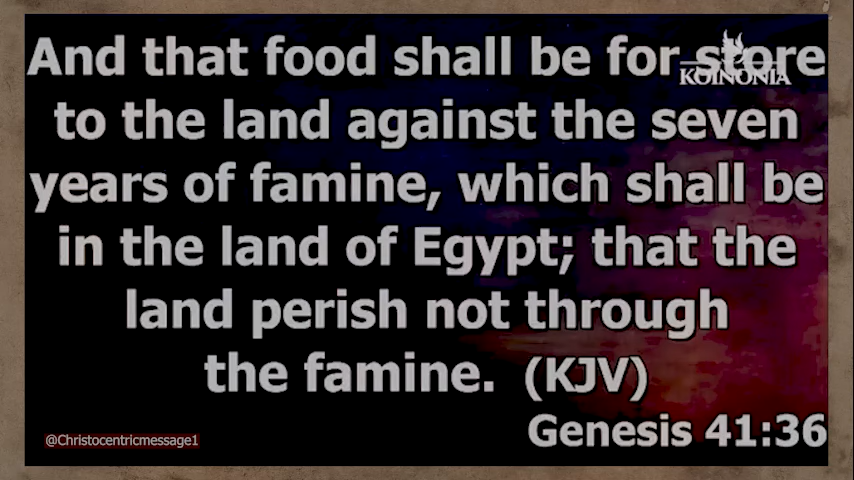 And that food shall be for store
KOINONIA
to the land against the seven
years of famine, which shall be
in the land of Egypt; that the
land perish not through
the famine. (KJV)
Genesis 41:36
@Christocentricmessage1